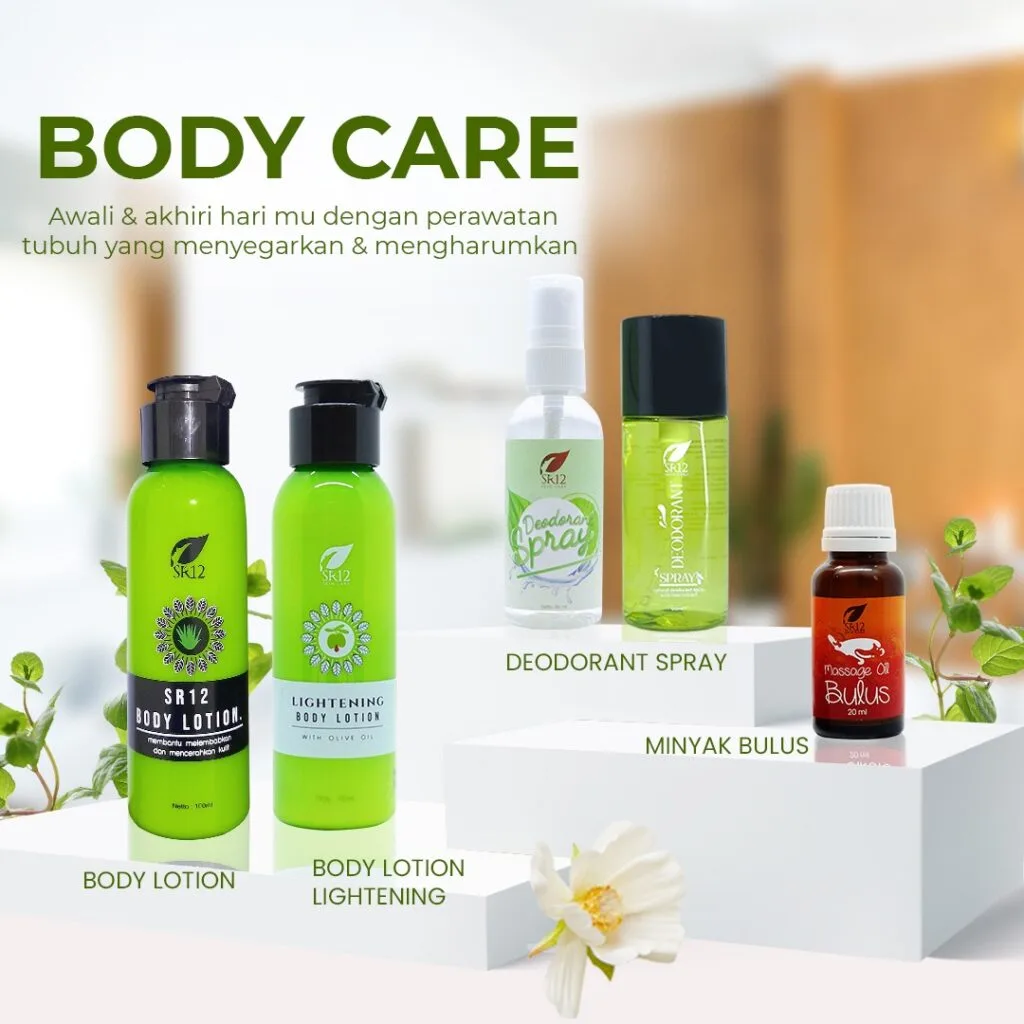 BODY CARE
Awali & akhiri hari mu dengan perawatan
tubuh yang menyegarkan & mengharumkan
SR12
SR12
BODY LOTION.
membantu melembabkan
dan mencerahkan kulit
Netto : 100ml
BODY LOTION
SR12
LIGHTENING
BODY LOTION
WITH OLIVE OIL
BODY LOTION
LIGHTENING
SR12
Deodorant
Spray
SR12
DEODORANT
SPRAY
DEODORANT SPRAY
SR12
Massage Oil
Bulus
20 ml
MINYAK BULUS